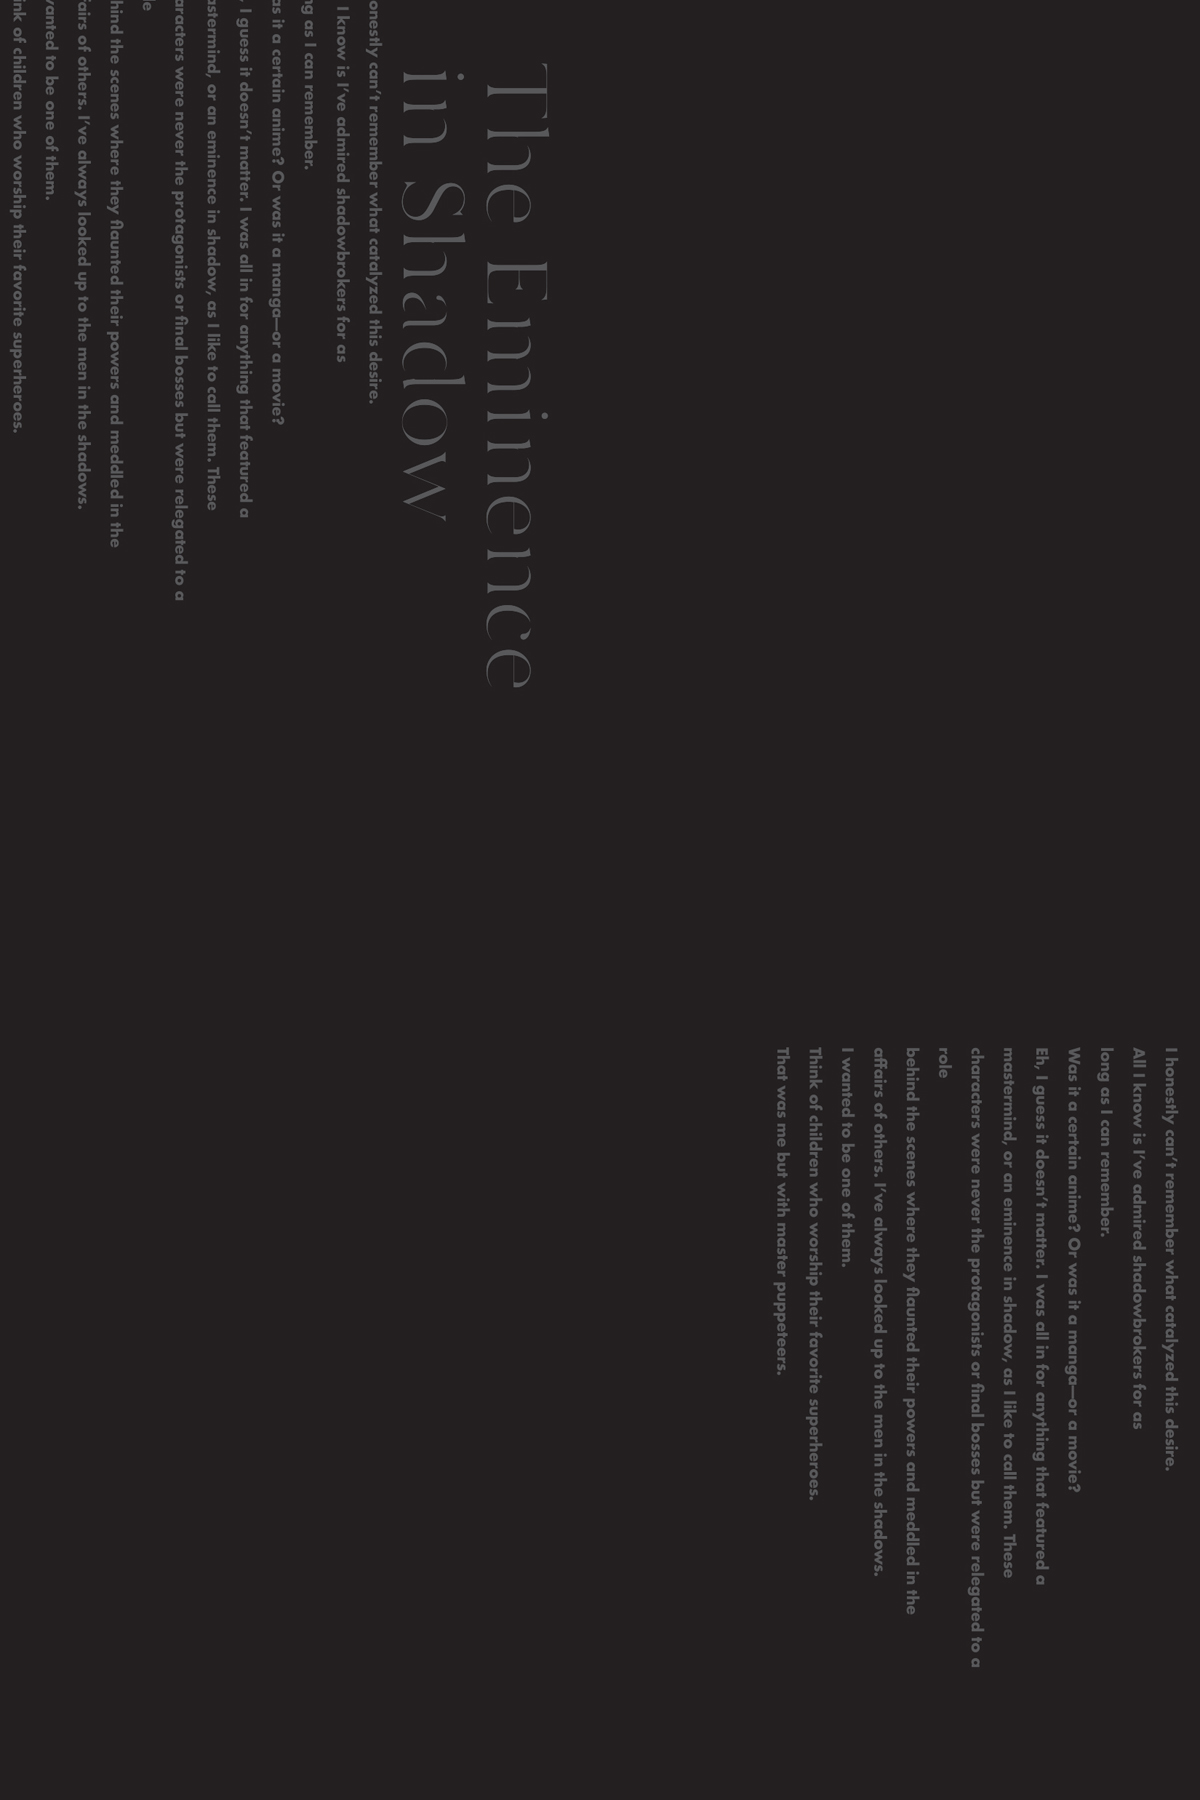 The Eminence
in Shadow
onestly can't remember what catalyzed this desire.
I know is I've admired shadowbrokers for as
ng as I can remember.
as it a certain anime? Or was it a manga—or a movie?
, I guess it doesn't matter. I was all in for anything that featured a
astermind, or an eminence in shadow, as I like to call them. These
aracters were never the protagonists or final bosses but were relegated to a
le
hind the scenes where they flaunted their powers and meddled in the
fairs of others. I've always looked up to the men in the shadows.
wanted to be one of them.
ink of children who worship their favorite superheroes.
I honestly can't remember what catalyzed this desire.
All I know is I've admired shadowbrokers for as
long as I can remember.
Was it a certain anime? Or was it a manga—or a movie?
Eh, I guess it doesn't matter. I was all in for anything that featured a
mastermind, or an eminence in shadow, as I like to call them. These
characters were never the protagonists or final bosses but were relegated to a
role
behind the scenes where they flaunted their powers and meddled in the
affairs of others. I've always looked up to the men in the shadows.
I wanted to be one of them.
Think of children who worship their favorite superheroes.
That was me but with master puppeteers.